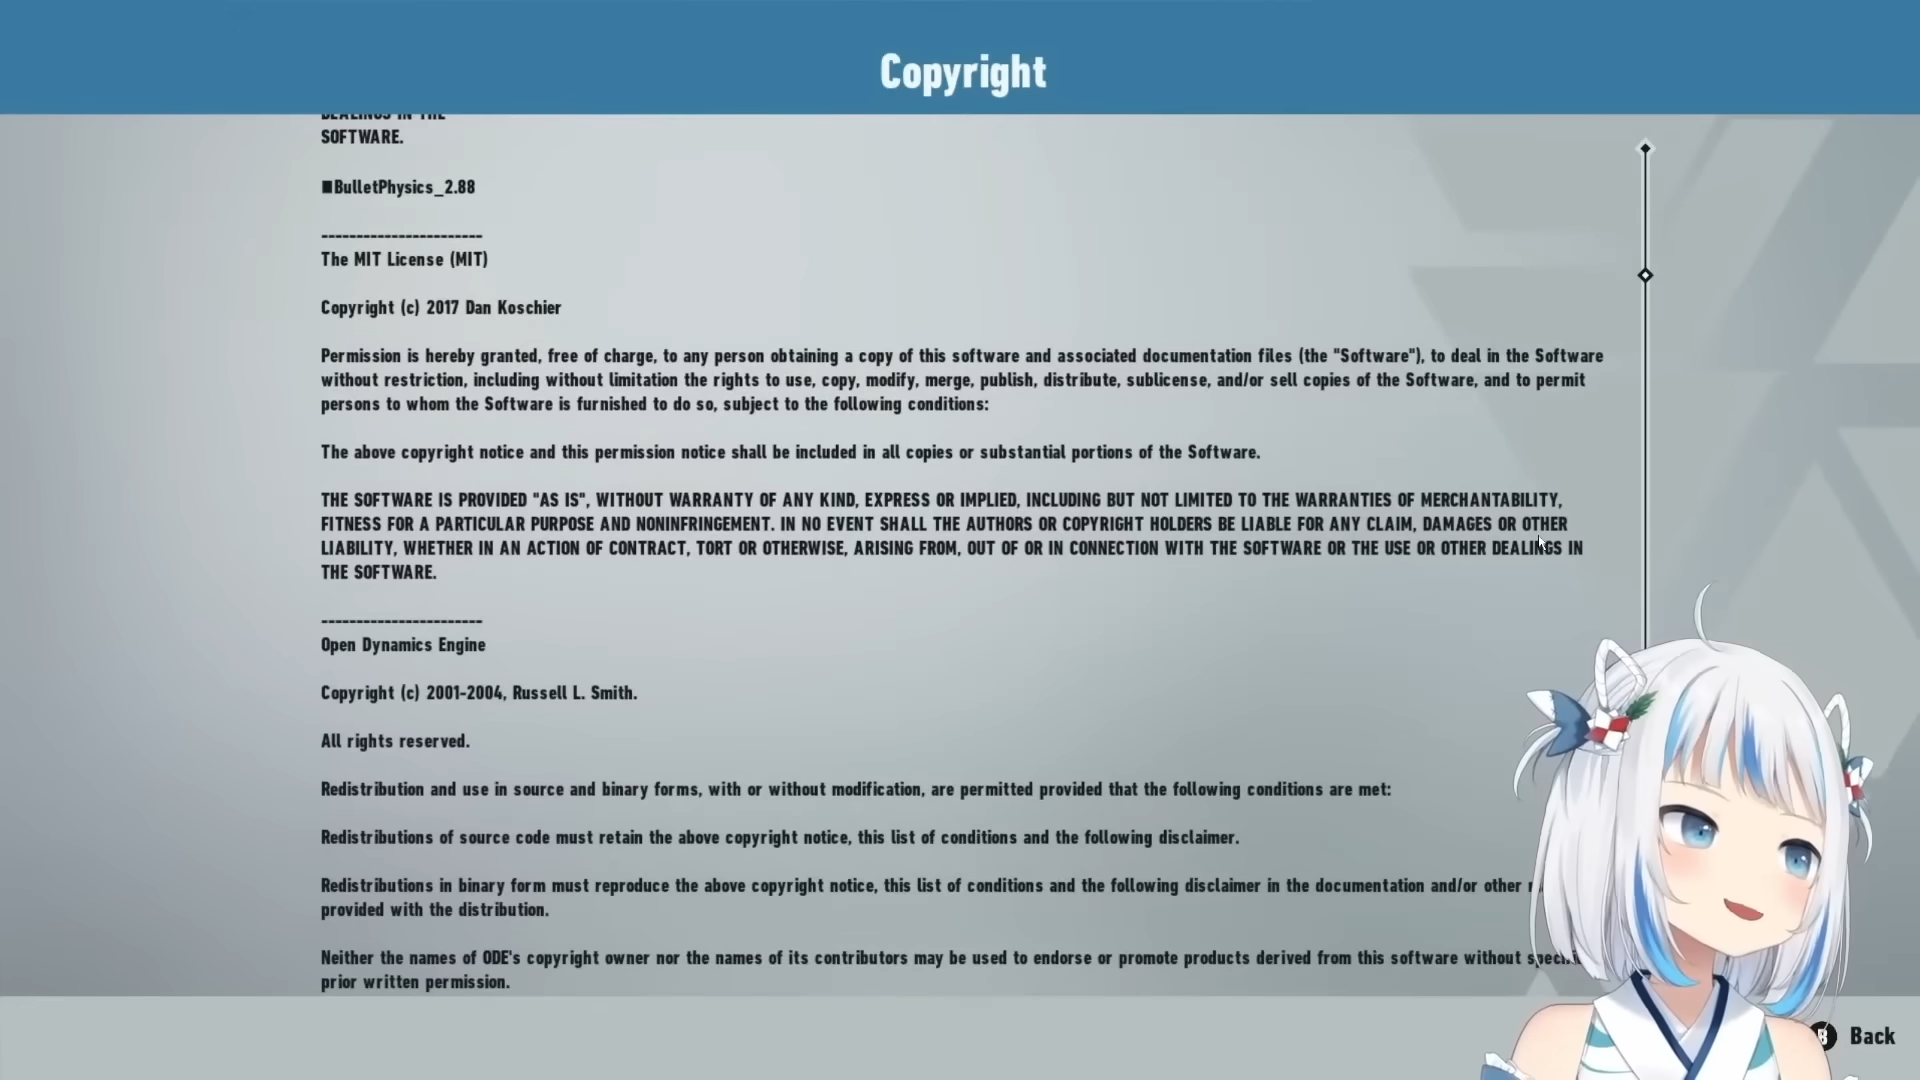 Copyright
DEALINGS IN THE
SOFTWARE.
■BulletPhysics_2.88
-----------------------
The MIT License (MIT)
Copyright (c) 2017 Dan Koschier
Permission is hereby granted, free of charge, to any person obtaining a copy of this software and associated documentation files (the "Software"), to deal in the Software
without restriction, including without limitation the rights to use, copy, modify, merge, publish, distribute, sublicense, and/or sell copies of the Software, and to permit
persons to whom the Software is furnished to do so, subject to the following conditions:
The above copyright notice and this permission notice shall be included in all copies or substantial portions of the Software.
THE SOFTWARE IS PROVIDED "AS IS", WITHOUT WARRANTY OF ANY KIND, EXPRESS OR IMPLIED, INCLUDING BUT NOT LIMITED TO THE WARRANTIES OF MERCHANTABILITY,
FITNESS FOR A PARTICULAR PURPOSE AND NONINFRINGEMENT. IN NO EVENT SHALL THE AUTHORS OR COPYRIGHT HOLDERS BE LIABLE FOR ANY CLAIM, DAMAGES OR OTHER
LIABILITY, WHETHER IN AN ACTION OF CONTRACT, TORT OR OTHERWISE, ARISING FROM, OUT OF OR IN CONNECTION WITH THE SOFTWARE OR THE USE OR OTHER DEALINGS IN
THE SOFTWARE.
-----------------------
Open Dynamics Engine
Copyright (c) 2001-2004, Russell L. Smith.
All rights reserved.
Redistribution and use in source and binary forms, with or without modification, are permitted provided that the following conditions are met:
Redistributions of source code must retain the above copyright notice, this list of conditions and the following disclaimer.
Redistributions in binary form must reproduce the above copyright notice, this list of conditions and the following disclaimer in the documentation and/or other
provided with the distribution.
Neither the names of ODE's copyright owner nor the names of its contributors may be used to endorse or promote products derived from this software without
prior written permission.
B Back